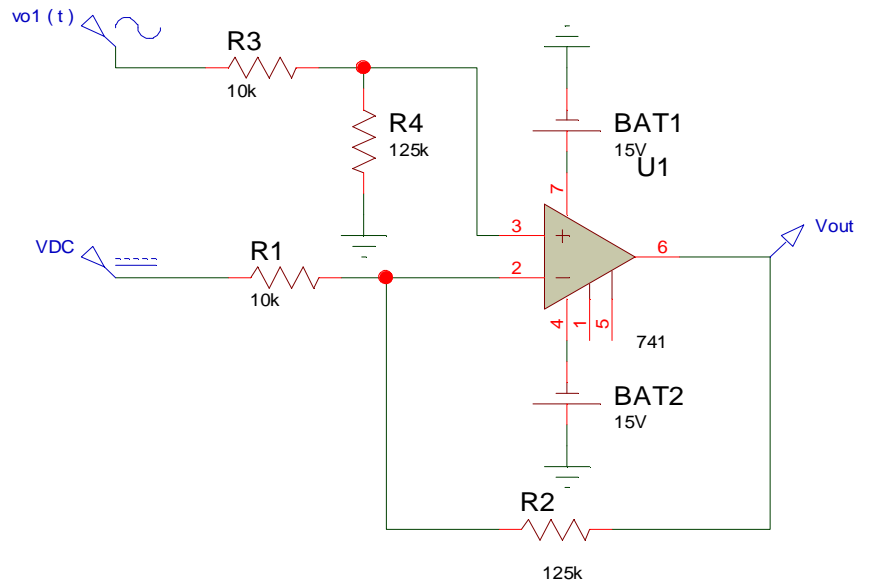 vo1 ( t )
R3
10k
R4
125k
BAT1
15V
U1
7
3
2
6
4
1
5
741
Vout
VDC
R1
10k
BAT2
15V
R2
125k